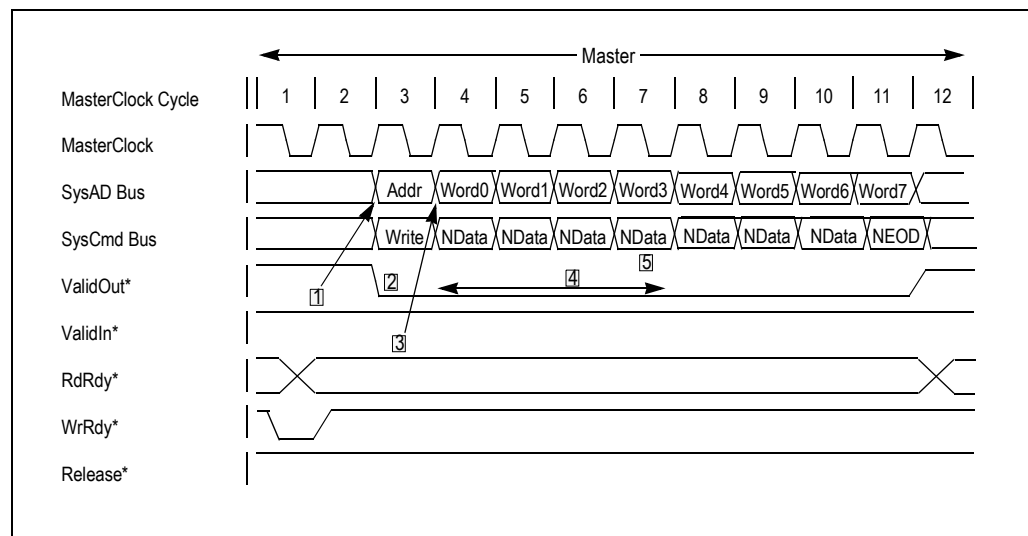 Master
MasterClock Cycle 1 2 3 4 5 6 7 8 9 10 11 12
MasterClock
SysAD Bus Addr Word0 Word1 Word2 Word3 Word4 Word5 Word6 Word7
SysCmd Bus Write NData NData NData NData NData NData NData NEOD
5
ValidOut* 1 2 4
ValidIn*
3
RdRdy*
WrRdy*
Release*